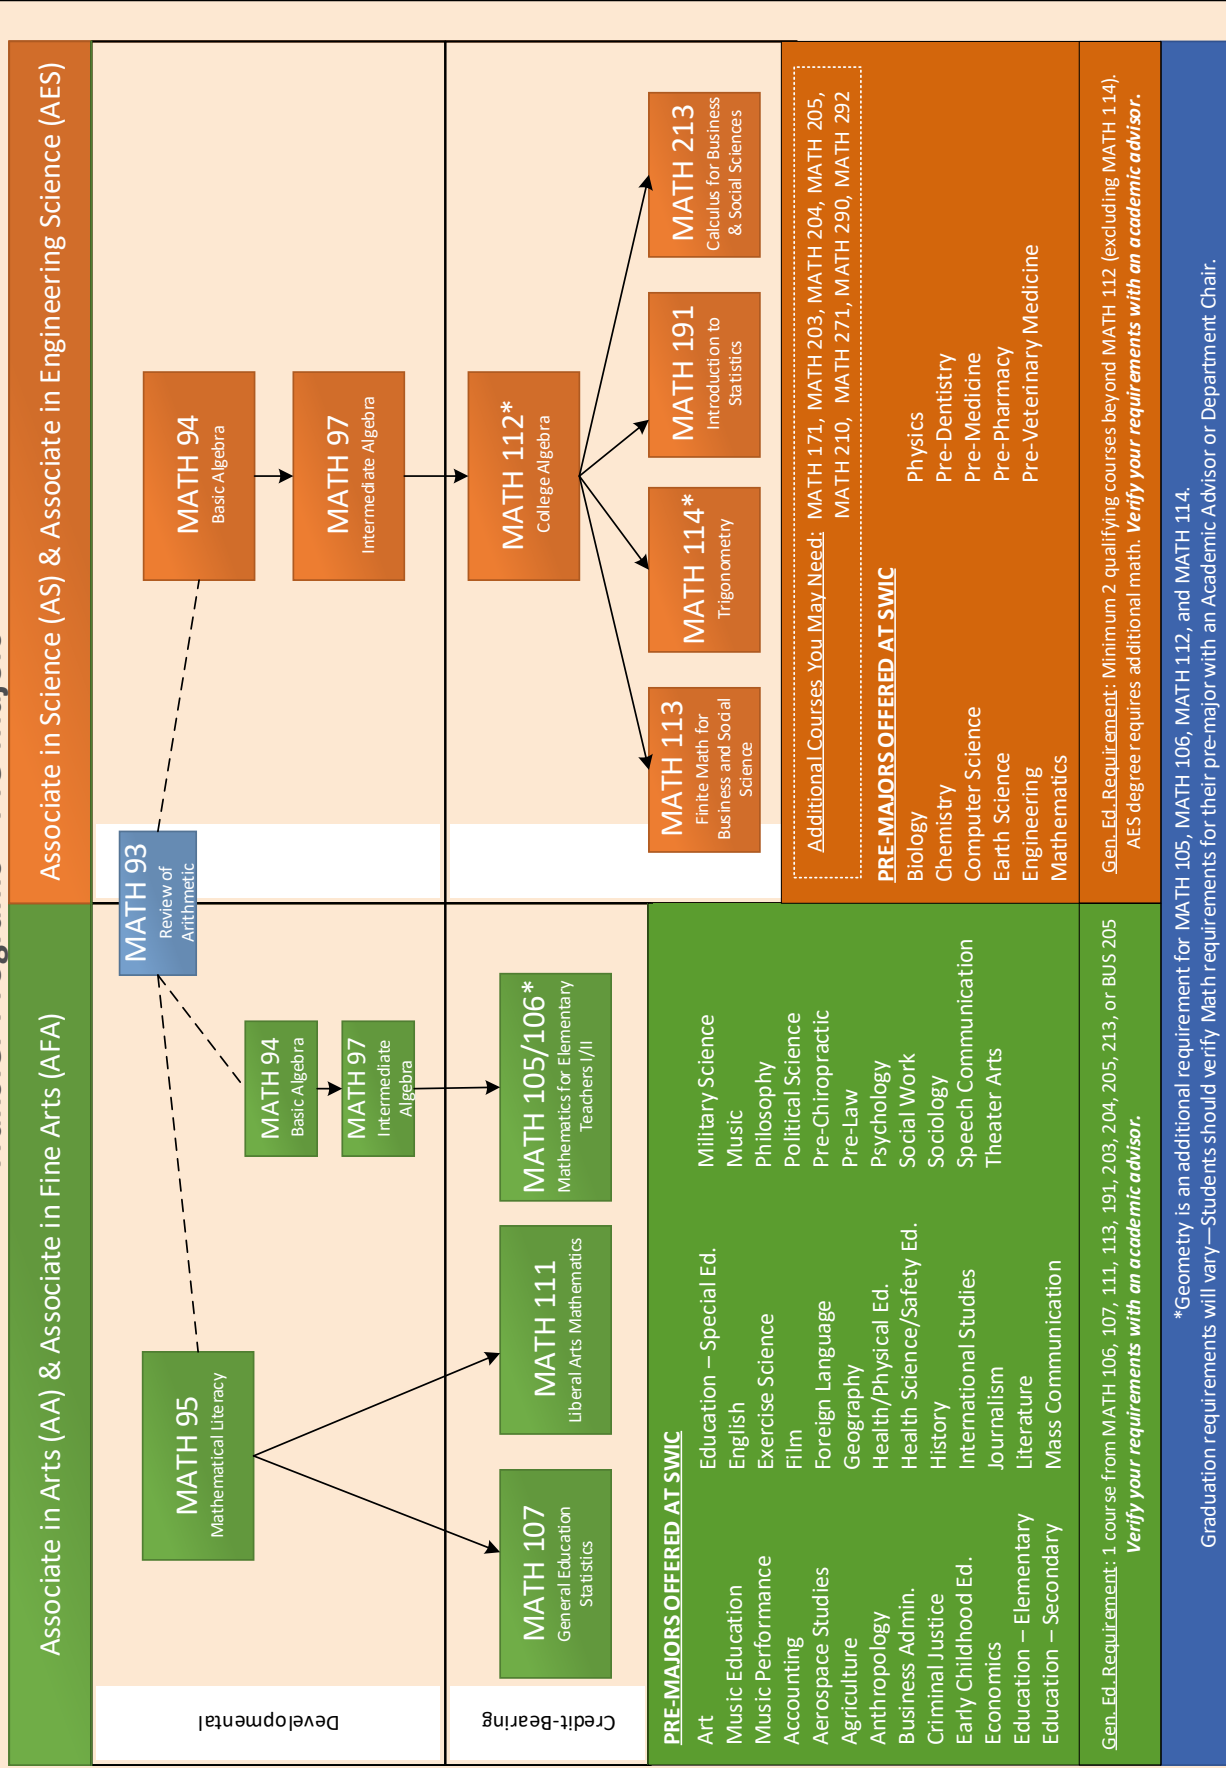 Associate in Arts (AA) & Associate in Fine Arts (AFA)
Associate in Science (AS) & Associate in Engineering Science (AES)
Developmental
MATH 93
Review of
Arithmetic
MATH 95
Mathematical Literacy
MATH 94
Basic Algebra
MATH 97
Intermediate
Algebra
MATH 94
Basic Algebra
MATH 97
Intermediate Algebra
Credit-Bearing
MATH 107
General Education
Statistics
MATH 111
Liberal Arts Mathematics
MATH 105/106*
Mathematics for Elementary
Teachers I/II
MATH 112*
College Algebra
MATH 113
Finite Math for
Business and Social
Science
MATH 114*
Trigonometry
MATH 191
Introduction to
Statistics
MATH 213
Calculus for Business
& Social Sciences
PRE-MAJORS OFFERED AT SWIC
Art
Music Education
Music Performance
Accounting
Aerospace Studies
Agriculture
Anthropology
Business Admin.
Criminal Justice
Early Childhood Ed.
Economics
Education – Elementary
Education – Secondary
Education – Special Ed.
English
Exercise Science
Film
Foreign Language
Geography
Health/Physical Ed.
Health Science/Safety Ed.
History
International Studies
Journalism
Literature
Mass Communication
Military Science
Music
Philosophy
Political Science
Pre-Chiropractic
Pre-Law
Psychology
Social Work
Sociology
Speech Communication
Theater Arts
Gen. Ed. Requirement: 1 course from MATH 106, 107, 111, 113, 191, 203, 204, 205, 213, or BUS 205
Verify your requirements with an academic advisor.
Additional Courses You May Need: MATH 171, MATH 203, MATH 204, MATH 205,
MATH 210, MATH 271, MATH 290, MATH 292
PRE-MAJORS OFFERED AT SWIC
Biology
Chemistry
Computer Science
Earth Science
Engineering
Mathematics
Physics
Pre-Dentistry
Pre-Medicine
Pre-Pharmacy
Pre-Veterinary Medicine
Gen. Ed. Requirement: Minimum 2 qualifying courses beyond MATH 112 (excluding MATH 114).
AES degree requires additional math. Verify your requirements with an academic advisor.
*Geometry is an additional requirement for MATH 105, MATH 106, MATH 112, and MATH 114.
Graduation requirements will vary—Students should verify Math requirements for their pre-major with an Academic Advisor or Department Chair.